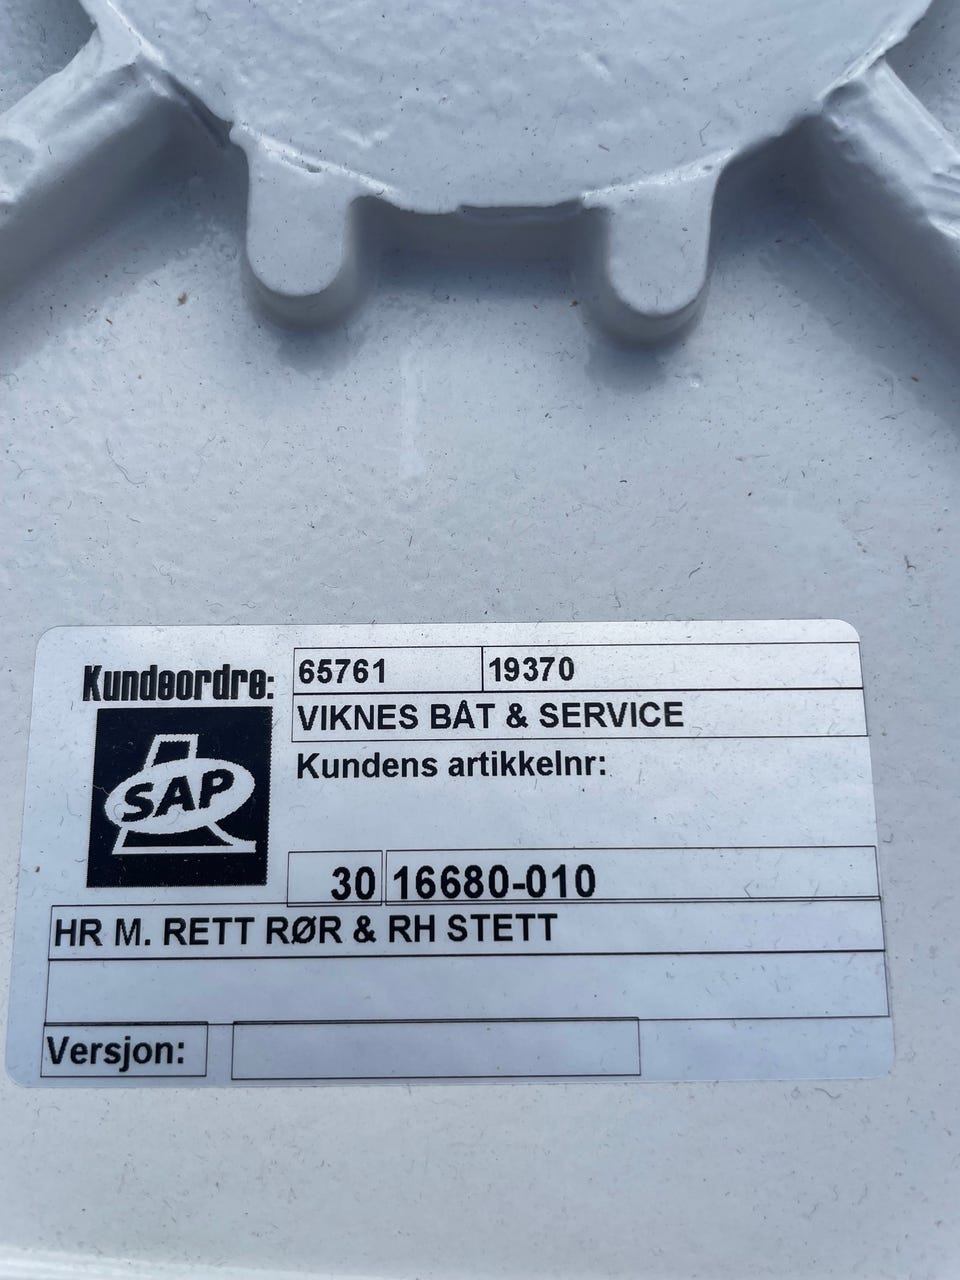 Kundeordre: 65761 19370
VIKNES BÅT & SERVICE
Kundens artikkelnr:
SAP
30 16680-010
HR M. RETT RØR & RH STETT
Versjon: